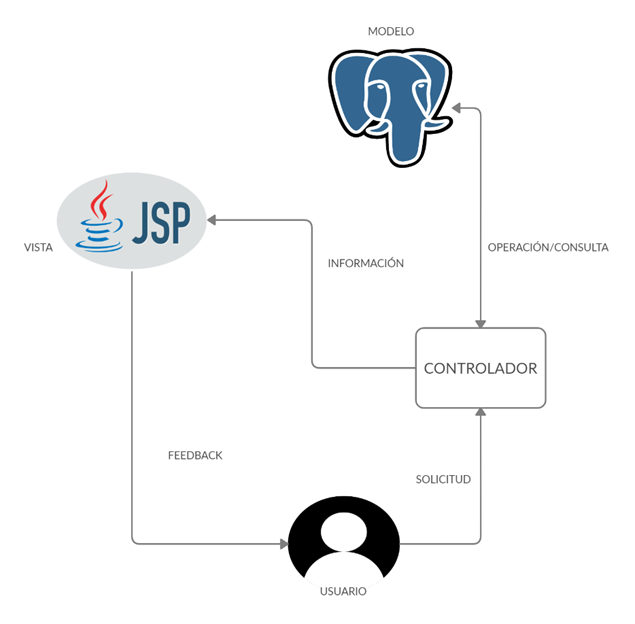 MODELO
JSP
VISTA
OPERACIÓN/CONSULTA
INFORMACIÓN
CONTROLADOR
FEEDBACK
SOLICITUD
USUARIO